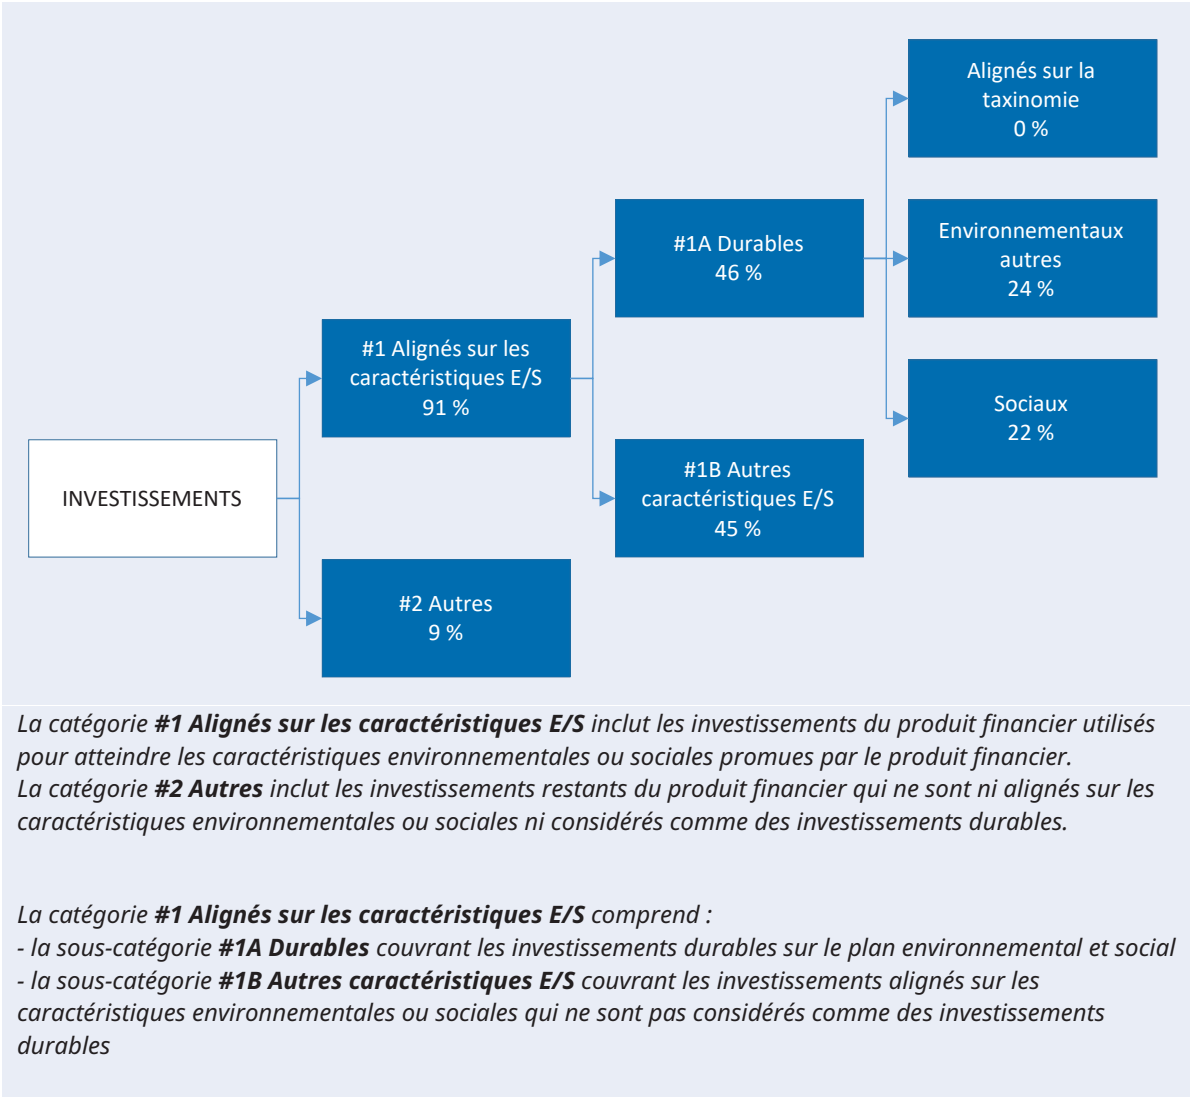 Alignés sur la
taxinomie
0 %
#1A Durables
46 %
Environnementaux
autres
24 %
#1 Alignés sur les
caractéristiques E/S
91 %
Sociaux
22 %
INVESTISSEMENTS
#1B Autres
caractéristiques E/S
45 %
#2 Autres
9 %
La catégorie #1 Alignés sur les caractéristiques E/S inclut les investissements du produit financier utilisés
pour atteindre les caractéristiques environnementales ou sociales promues par le produit financier.
La catégorie #2 Autres inclut les investissements restants du produit financier qui ne sont ni alignés sur les
caractéristiques environnementales ou sociales ni considérés comme des investissements durables.
La catégorie #1 Alignés sur les caractéristiques E/S comprend :
- la sous-catégorie #1A Durables couvrant les investissements durables sur le plan environnemental et social
- la sous-catégorie #1B Autres caractéristiques E/S couvrant les investissements alignés sur les
caractéristiques environnementales ou sociales qui ne sont pas considérés comme des investissements
durables